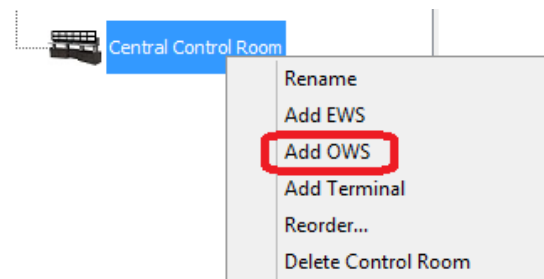 Central Control Room
Rename
Add EWS
Add OWS
Add Terminal
Reorder...
Delete Control Room